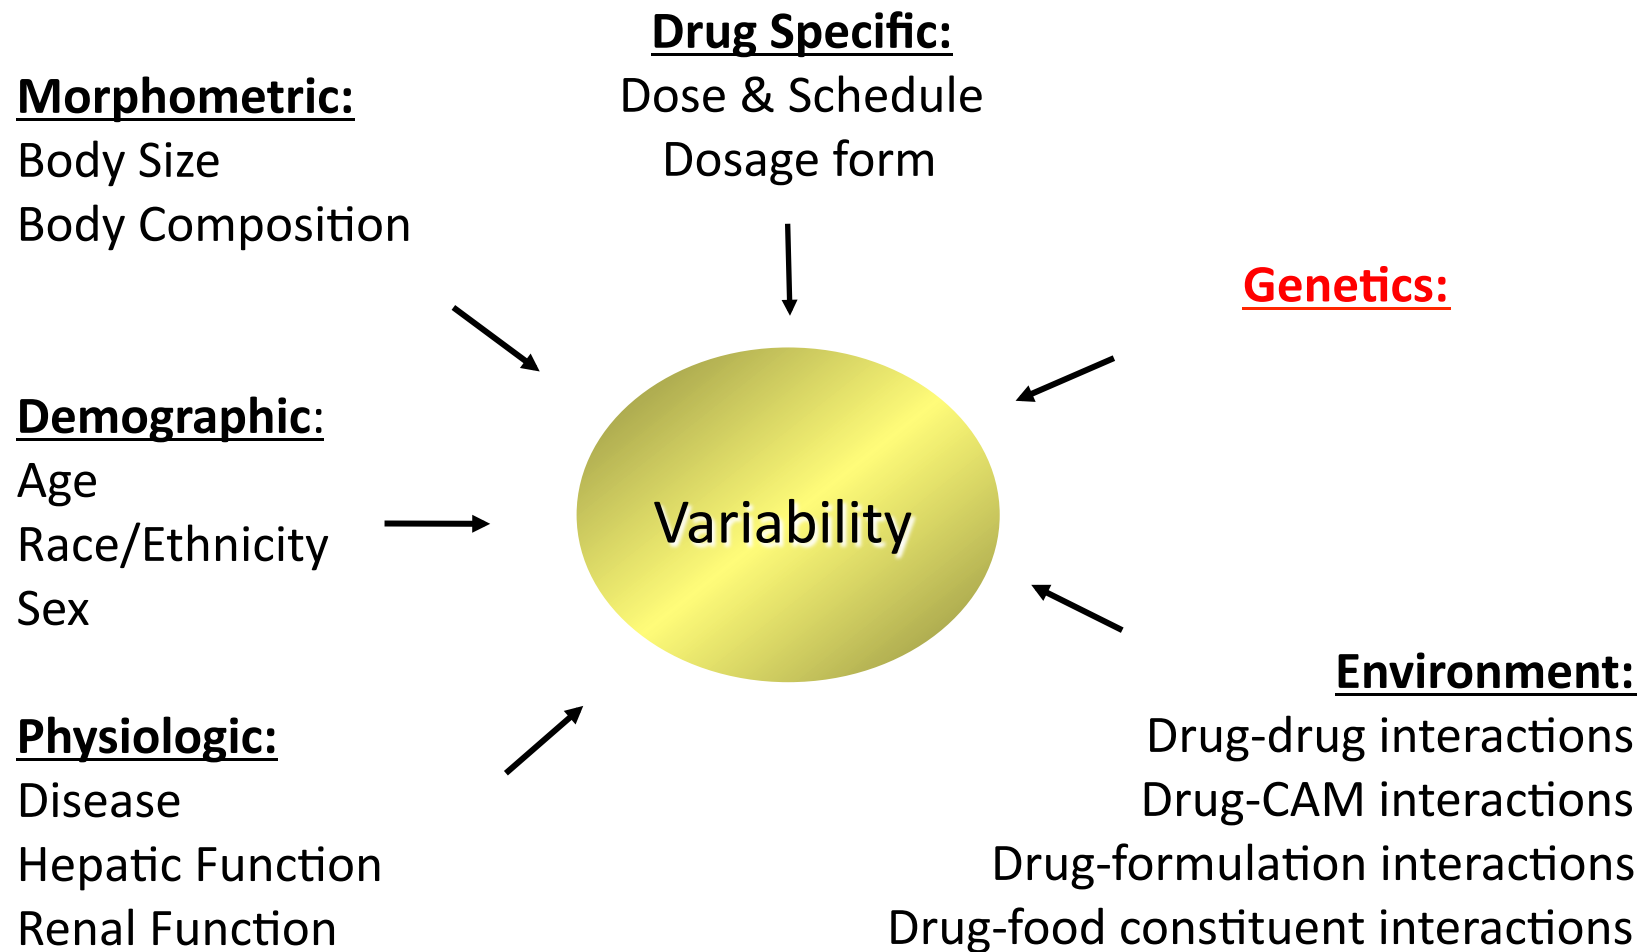 Drug Specific:
Dose & Schedule
Dosage form
Morphometric:
Body Size
Body Composition
Genetics:
Demographic:
Age
Race/Ethnicity
Sex
Variability
Physiologic:
Disease
Hepatic Function
Renal Function
Environment:
Drug-drug interactions
Drug-CAM interactions
Drug-formulation interactions
Drug-food constituent interactions